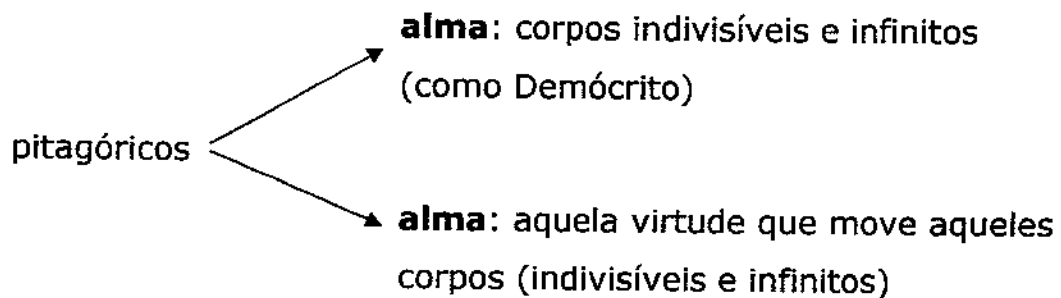 alma: corpos indivisíveis e infinitos
(como Demócrito)
pitagóricos
alma: aquela virtude que move aqueles
corpos (indivisíveis e infinitos)